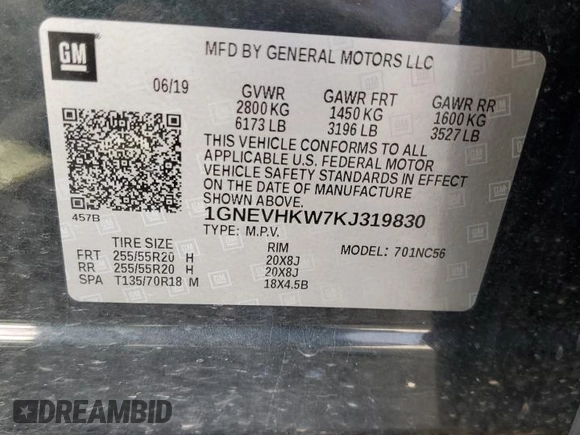 GM
MFD BY GENERAL MOTORS LLC
06/19
GVWR
2800 KG
6173 LB
GAWR FRT
1450 KG
3196 LB
GAWR RR
1600 KG
3527 LB
THIS VEHICLE CONFORMS TO ALL
APPLICABLE U.S. FEDERAL MOTOR
VEHICLE SAFETY STANDARDS IN EFFECT
ON THE DATE OF MANUFACTURE
SHOWN ABOVE.
457B
1GNEVHKW7KJ319830
TYPE: M.P.V.
MODEL: 701NC56
TIRE SIZE RIM
FRT 255/55R20 H 20X8J
RR 255/55R20 H 20X8J
SPA T135/70R18 M 18X4.5B
DREAMBID